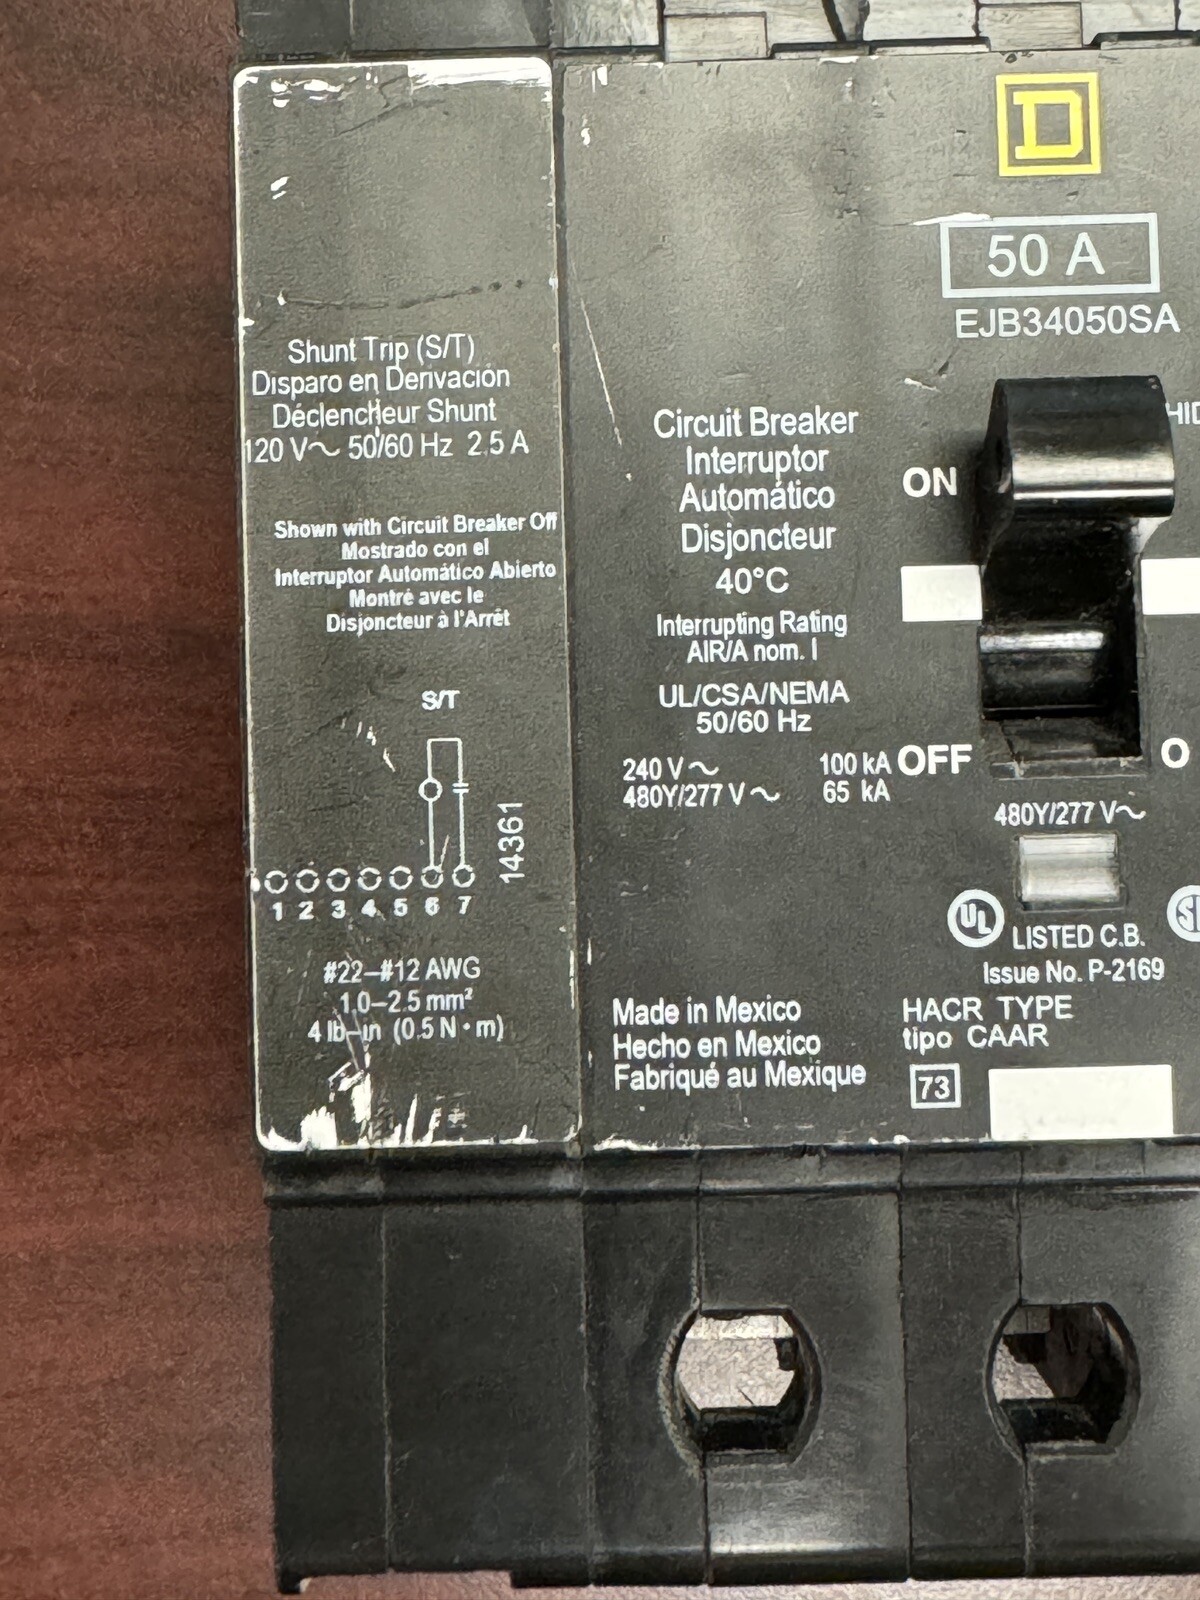 D
50 A
EJB34050SA
Shunt Trip (S/T)
Disparo en Derivación
Déclencheur Shunt
120 V~ 50/60 Hz 2.5 A
Shown with Circuit Breaker Off
Mostrado con el
Interruptor Automático Abierto
Montré avec le
Disjoncteur à l'Arrêt
S/T
14361
1 2 3 4 5 6 7
#22–#12 AWG
1.0–2.5 mm²
4 lb–in (0.5 N • m)
Circuit Breaker
Interruptor
Automático
Disjoncteur
40°C
Interrupting Rating
AIR/A nom. I
UL/CSA/NEMA
50/60 Hz
240 V~ 100 kA
480Y/277 V~ 65 kA
Made in Mexico
Hecho en Mexico
Fabriqué au Mexique
ON
OFF
O
480Y/277 V~
UL
LISTED C.B.
Issue No. P-2169
HACR TYPE
tipo CAAR
73